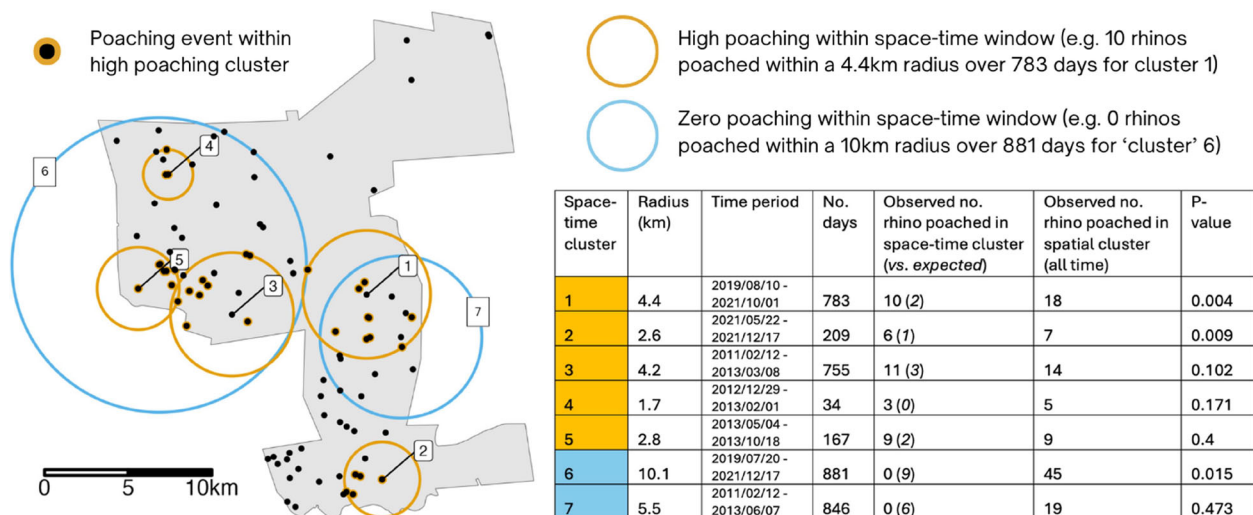 Poaching event within
high poaching cluster
High poaching within space-time window (e.g. 10 rhinos
poached within a 4.4km radius over 783 days for cluster 1)
Zero poaching within space-time window (e.g. 0 rhinos
poached within a 10km radius over 881 days for ‘cluster’ 6)
4
6
5
3
1
7
2
0 5 10km
Space-
time
cluster
Radius
(km)
Time period
No.
days
Observed no.
rhino poached in
space-time cluster
(vs. expected)
Observed no.
rhino poached in
spatial cluster
(all time)
P-
value
1 4.4 2019/08/10 -
2021/10/01 783 10 (2) 18 0.004
2 2.6 2021/05/22 -
2021/12/17 209 6 (1) 7 0.009
3 4.2 2011/02/12 -
2013/03/08 755 11 (3) 14 0.102
4 1.7 2012/12/29 -
2013/02/01 34 3 (0) 5 0.171
5 2.8 2013/05/04 -
2013/10/18 167 9 (2) 9 0.4
6 10.1 2019/07/20 -
2021/12/17 881 0 (9) 45 0.015
7 5.5 2011/02/12 -
2013/06/07 846 0 (6) 19 0.473